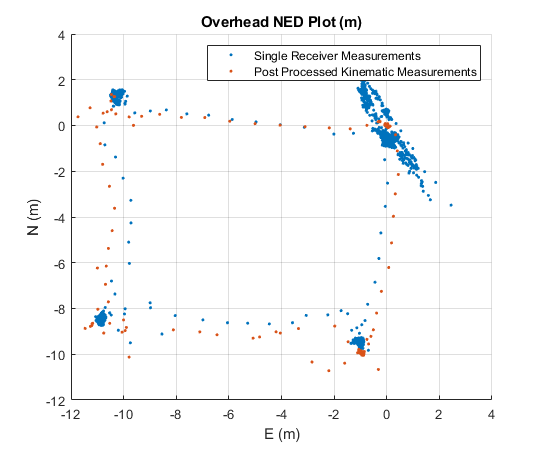 Overhead NED Plot (m)
Single Receiver Measurements
Post Processed Kinematic Measurements
4
2
0
-2
-4
-6
-8
-10
-12
N (m)
-12 -10 -8 -6 -4 -2 0 2 4
E (m)